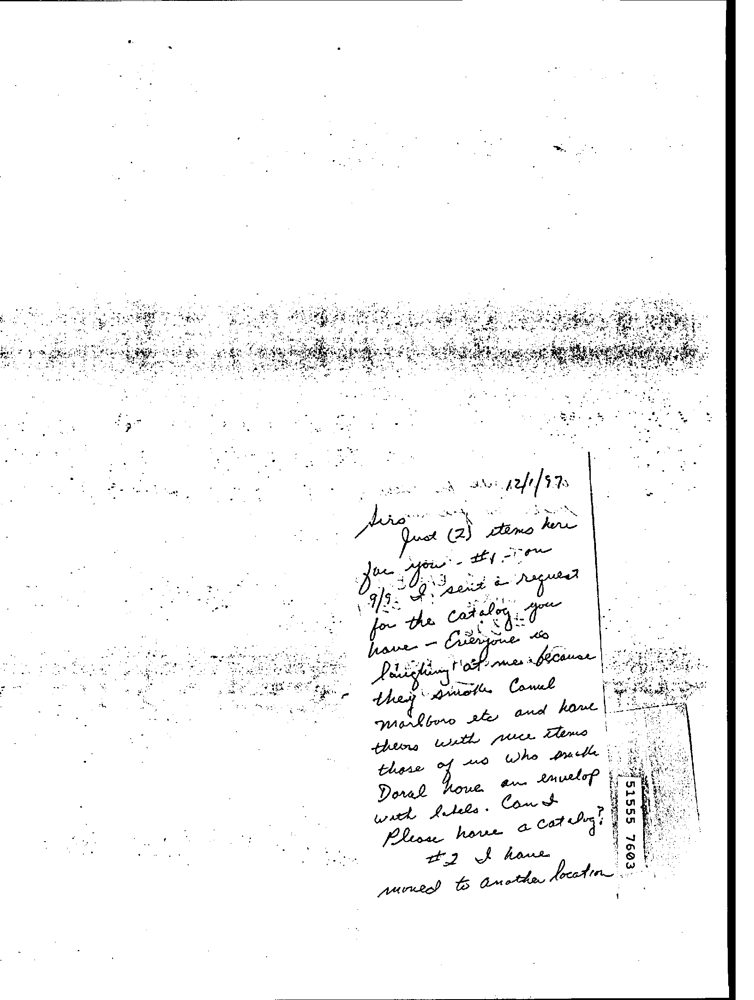 12/1/97
Sirs
Just (2) items here
for you - #1 - on
9/9 I sent a request
for the catalog you
have - Everyone is
laughing at me because
they smoke Camel
Marlboro etc and have
theirs with nice items
those of us who smoke
Doral have an envelop
with labels. Can I
Please have a catalog?
#2 I have
moved to another location
51555 7603